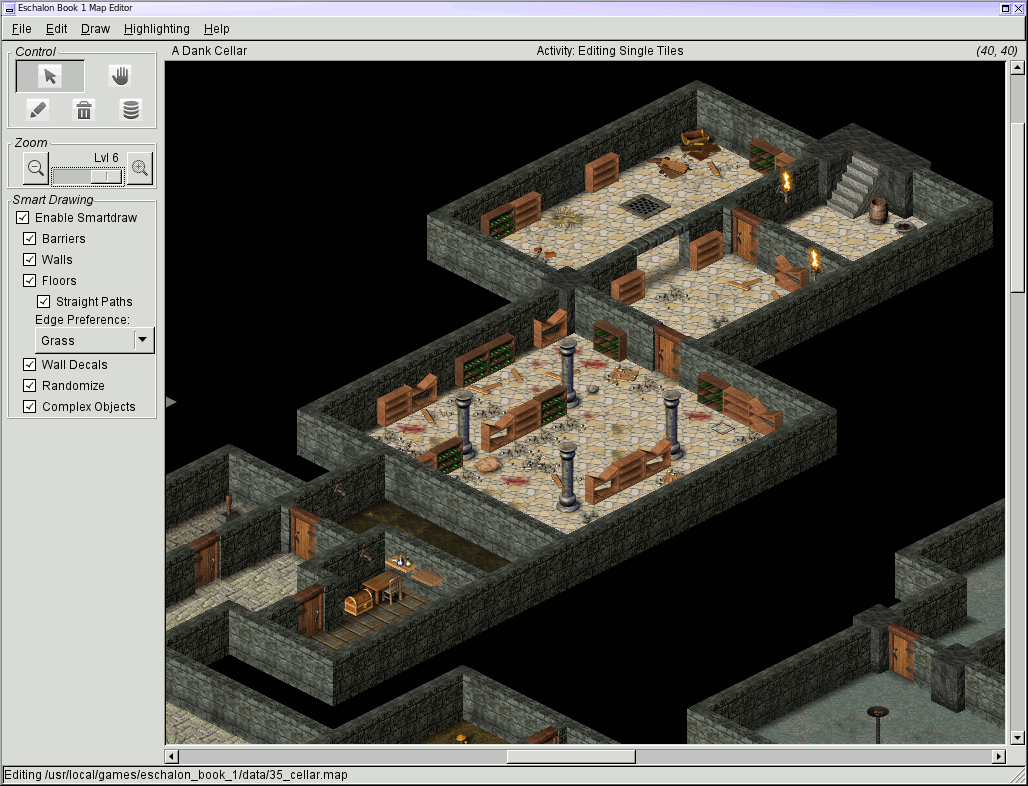 Eschalon Book 1 Map Editor
File Edit Draw Highlighting Help
Control
A Dank Cellar
Activity: Editing Single Tiles
(40, 40)
Zoom
Lvl 6
Smart Drawing
Enable Smartdraw
Barriers
Walls
Floors
Straight Paths
Edge Preference:
Grass
Wall Decals
Randomize
Complex Objects
Editing /usr/local/games/eschalon_book_1/data/35_cellar.map